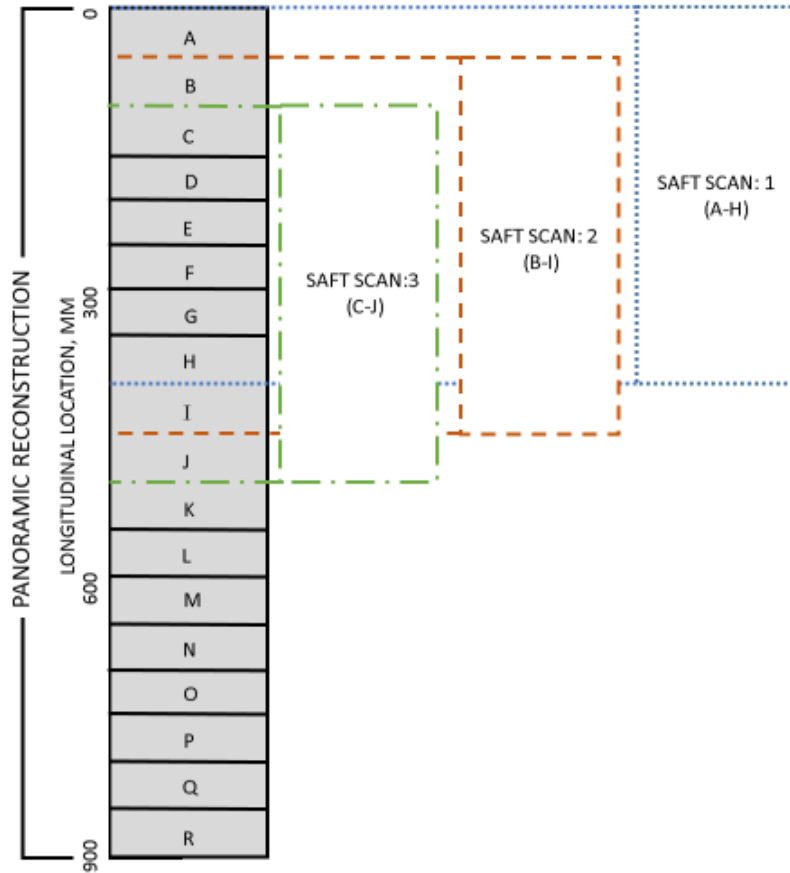 PANORAMIC RECONSTRUCTION
LONGITUDINAL LOCATION, MM
0
300
600
900
A
B
C
D
E
F
G
H
I
J
K
L
M
N
O
P
Q
R
SAFT SCAN:3
(C-J)
SAFT SCAN: 2
(B-I)
SAFT SCAN: 1
(A-H)